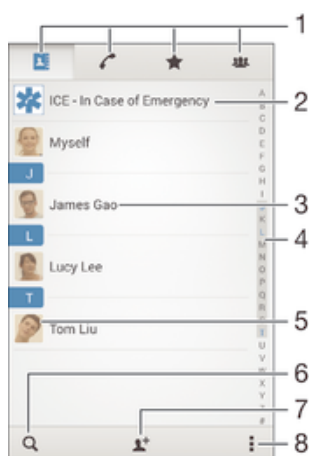 1
ICE - In Case of Emergency
2
Myself
J
James Gao
3
L
Lucy Lee
4
T
Tom Liu
5
6
7
8
A
B
C
D
E
F
G
H
I
J
K
L
M
N
O
P
Q
R
T
U
V
W
X
Y
#